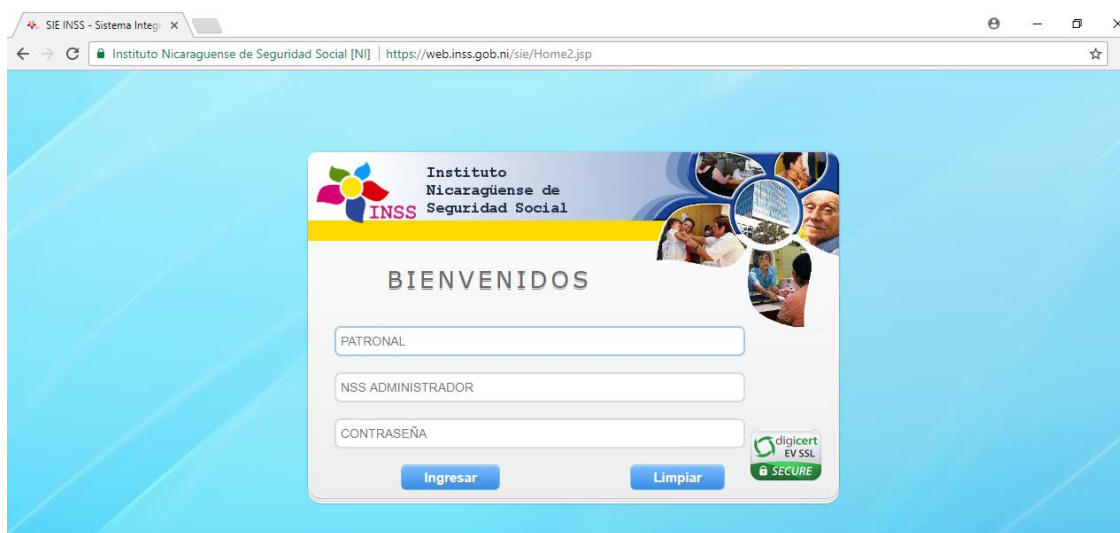 SIE INSS - Sistema Integr
Instituto Nicaraguense de Seguridad Social [NI] | https://web.inss.gob.ni/sie/Home2.jsp
Instituto
Nicaragüense de
Seguridad Social
INSS
BIENVENIDOS
PATRONAL
NSS ADMINISTRADOR
CONTRASEÑA
digicert
EV SSL
SECURE
Ingresar
Limpiar